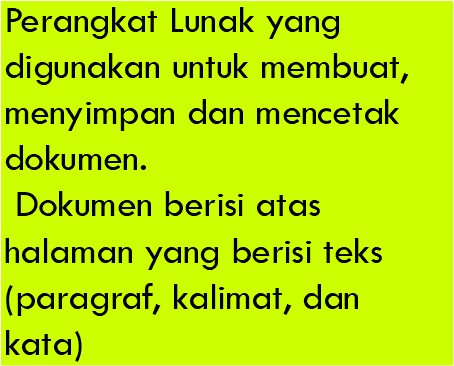 Perangkat Lunak yang
digunakan untuk membuat,
menyimpan dan mencetak
dokumen.
Dokumen berisi atas
halaman yang berisi teks
(paragraf, kalimat, dan
kata)